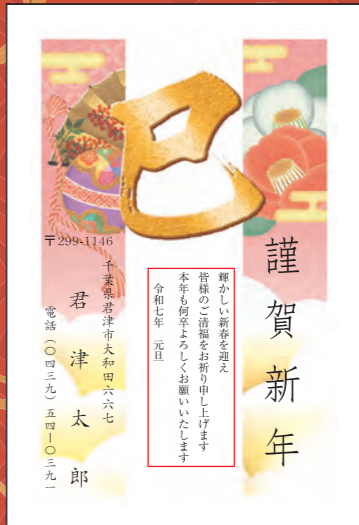 巳
謹賀新年
輝かしい新春を迎え
皆様のご清福をお祈り申し上げます
本年も何卒よろしくお願いいたします
令和七年　元旦
〒299-1146
千葉県君津市大和田六六七
君津太郎
電話（〇四三九）五四ー〇三九一